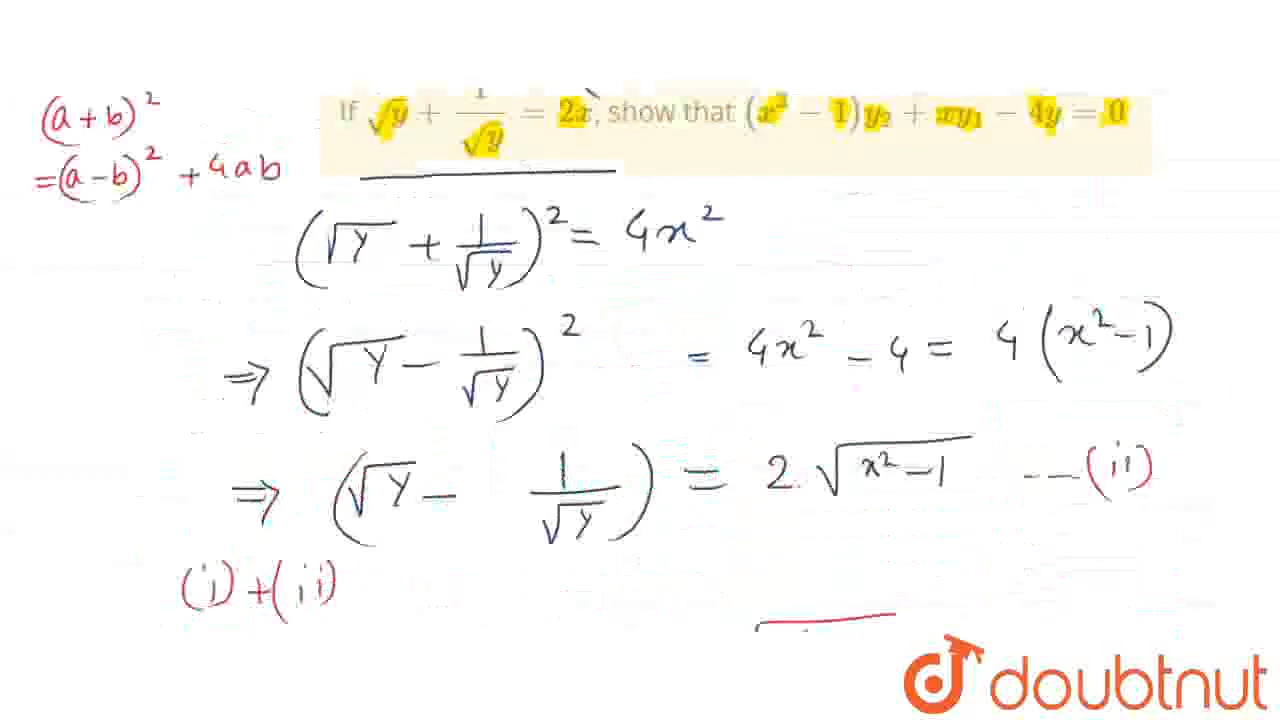 If √y + 1/√y = 2x, show that (x² − 1)y₂ + xy₁ − 4y = 0
(a + b)²
= (a − b)² + 4ab
(√y + 1/√y)² = 4x²
⇒ (√y − 1/√y)² = 4x² − 4 = 4(x² − 1)
⇒ (√y − 1/√y) = 2.√(x² − 1) --- (ii)
(i) + (ii)
doubtnut